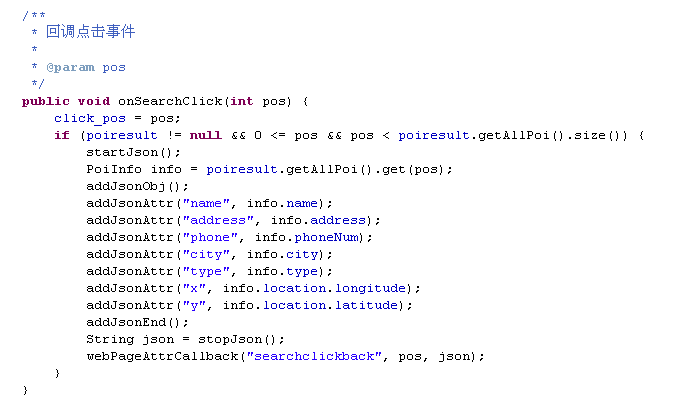 /**
 * 回调点击事件
 *
 * @param pos
 */
public void onSearchClick(int pos) {
    click_pos = pos;
    if (poiresult != null && 0 <= pos && pos < poiresult.getAllPoi().size()) {
        startJson();
        PoiInfo info = poiresult.getAllPoi().get(pos);
        addJsonObj();
        addJsonAttr("name", info.name);
        addJsonAttr("address", info.address);
        addJsonAttr("phone", info.phoneNum);
        addJsonAttr("city", info.city);
        addJsonAttr("type", info.type);
        addJsonAttr("x", info.location.longitude);
        addJsonAttr("y", info.location.latitude);
        addJsonEnd();
        String json = stopJson();
        webPageAttrCallback("searchclickback", pos, json);
    }
}